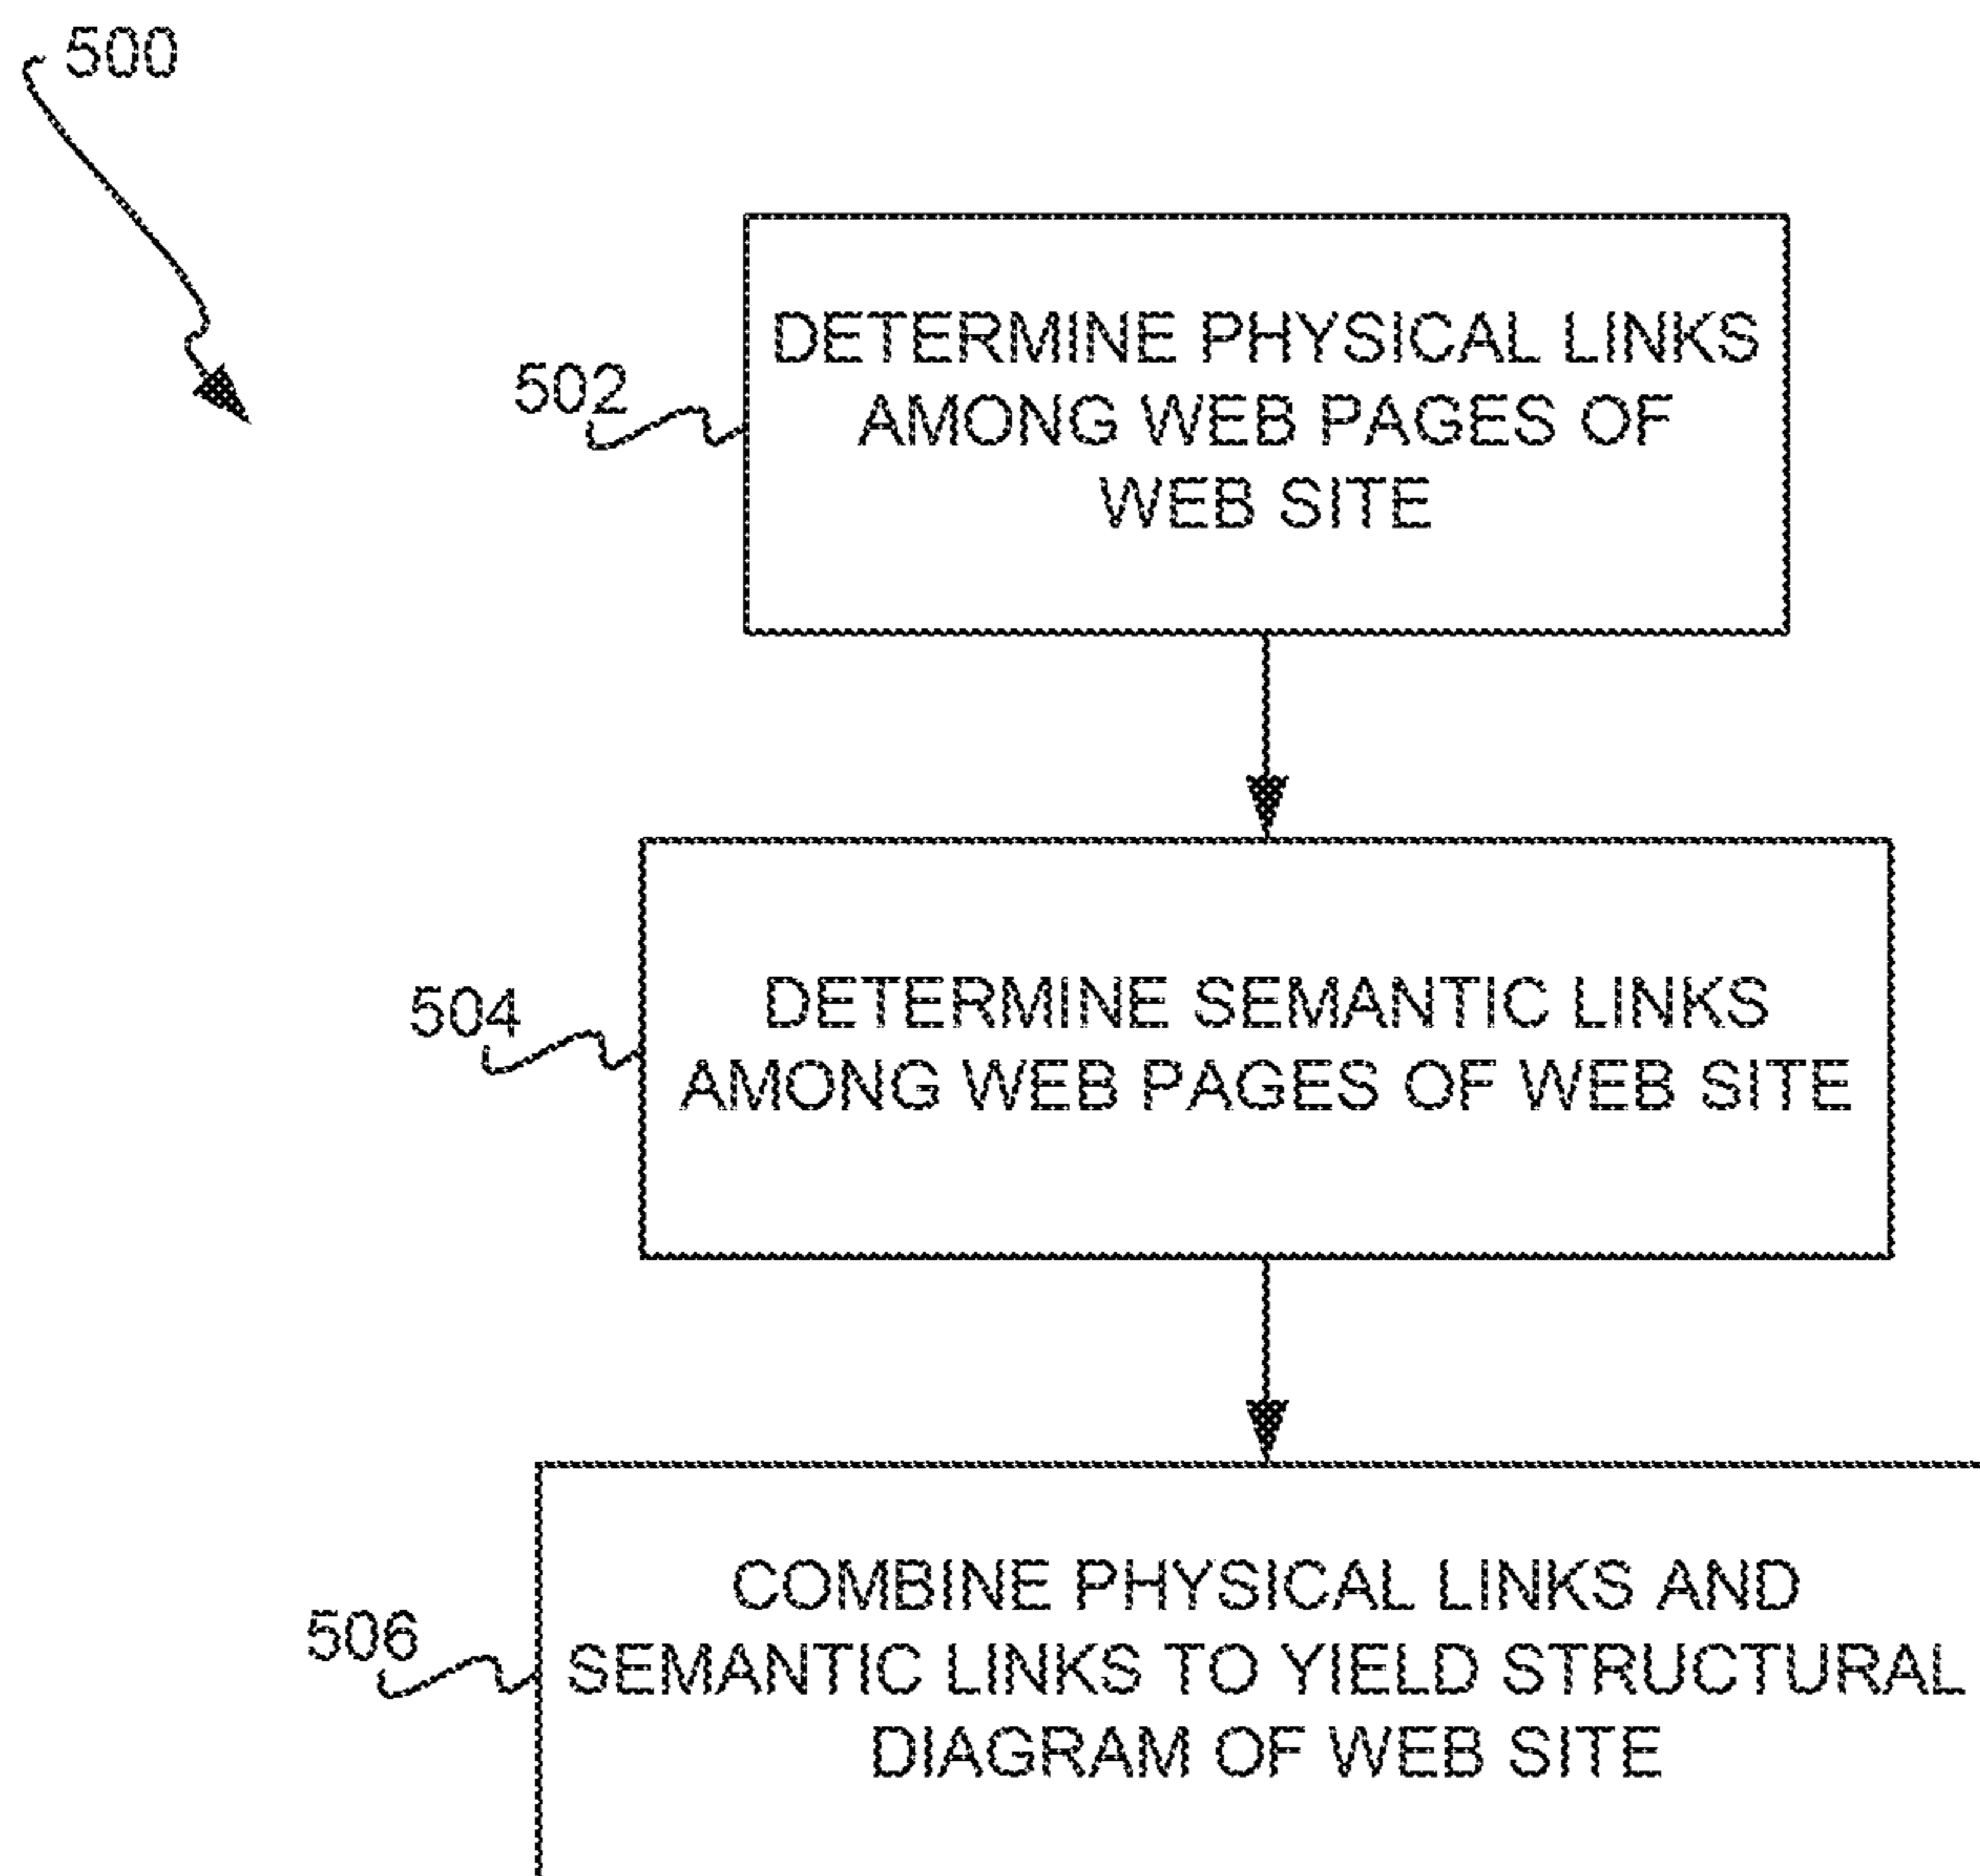 500
502
DETERMINE PHYSICAL LINKS
AMONG WEB PAGES OF
WEB SITE
504
DETERMINE SEMANTIC LINKS
AMONG WEB PAGES OF WEB SITE
506
COMBINE PHYSICAL LINKS AND
SEMANTIC LINKS TO YIELD STRUCTURAL
DIAGRAM OF WEB SITE